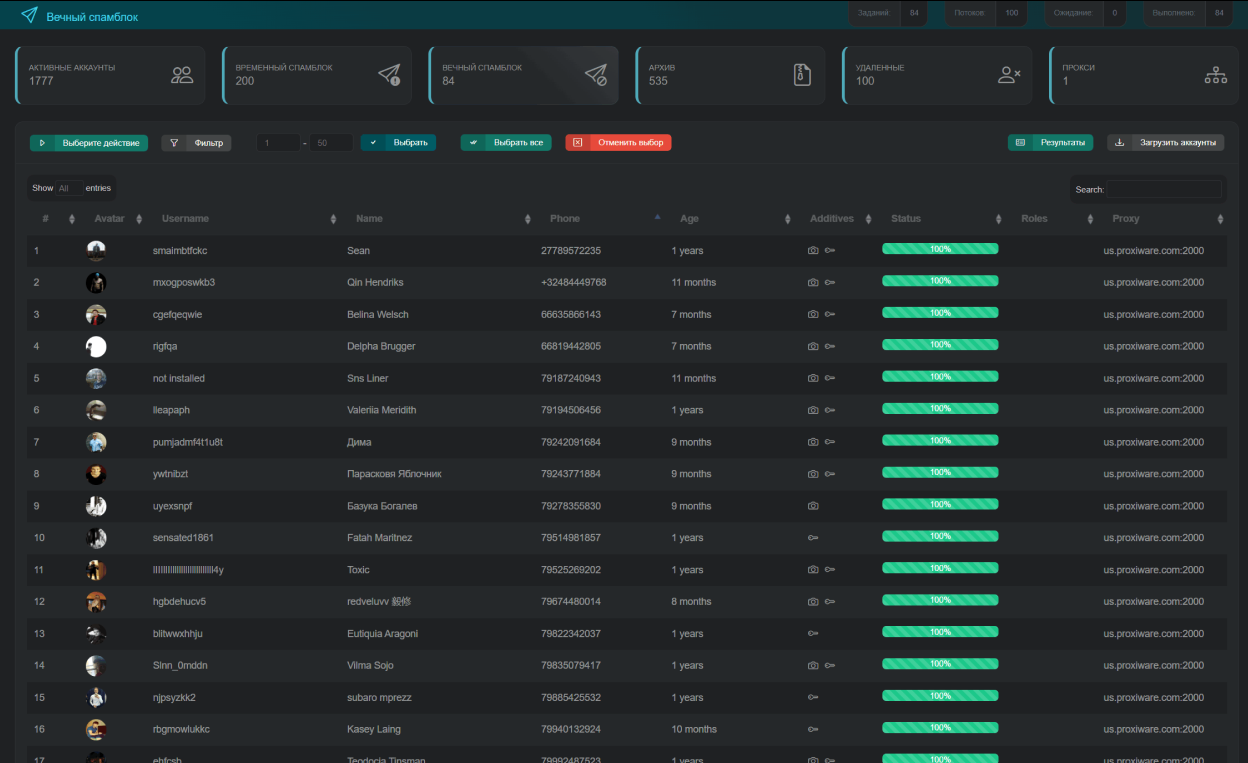 Вечный спамблок
Заданий: 84 Потоков: 100 Ожидание: 0 Выполнено: 84
АКТИВНЫЕ АККАУНТЫ ВРЕМЕННЫЙ СПАМБЛОК ВЕЧНЫЙ СПАМБЛОК АРХИВ УДАЛЕННЫЕ ПРОКСИ
1777 200 84 535 100 1
Выберите действие Фильтр 1 - 50 Выбрать Выбрать все Отменить выбор Результаты Загрузить аккаунты
Show All entries Search:
# Avatar Username Name Phone Age Additives Status Roles Proxy
1 smaimbtfckc Sean 27789572235 1 years 100% us.proxiware.com:2000
2 mxogposwkb3 Qin Hendriks +32484449768 11 months 100% us.proxiware.com:2000
3 cgefqeqwie Belina Welsch 66635866143 7 months 100% us.proxiware.com:2000
4 rigfqa Delpha Brugger 66819442805 7 months 100% us.proxiware.com:2000
5 not installed Sns Liner 79187240943 11 months 100% us.proxiware.com:2000
6 lleapaph Valeriia Meridith 79194506456 1 years 100% us.proxiware.com:2000
7 pumjadmf4t1u8t Дима 79242091684 9 months 100% us.proxiware.com:2000
8 ywtnibzt Парасковя Яблочник 79243771884 9 months 100% us.proxiware.com:2000
9 uyexsnpf Базука Богалев 79278355830 9 months 100% us.proxiware.com:2000
10 sensated1861 Fatah Maritnez 79514981857 1 years 100% us.proxiware.com:2000
11 Toxic 79525269202 1 years 100% us.proxiware.com:2000
12 hgbdehucv5 redveluvv 79674480014 8 months 100% us.proxiware.com:2000
13 blitwwxhhju Eutiquia Aragoni 79822342037 1 years 100% us.proxiware.com:2000
14 Slnn_0mddn Vilma Sojo 79835079417 1 years 100% us.proxiware.com:2000
15 njpsyzkk2 subaro mprezz 79885425532 1 years 100% us.proxiware.com:2000
16 rbgmowlukkc Kasey Laing 79940132924 10 months 100% us.proxiware.com:2000
17 ehfcsh Teodocia Tinsman 79992487523 1 years 100% us.proxiware.com:2000